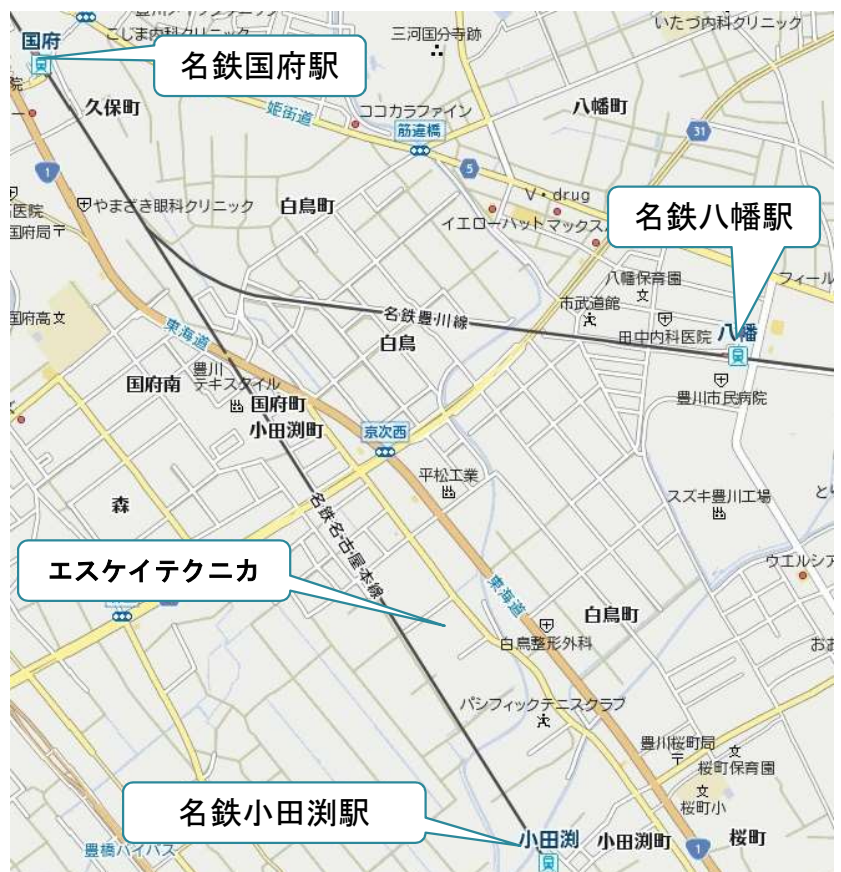 こじま内科クリニック
いたづ内科クリニック
三河国分寺跡
国府
名鉄国府駅
久保町
姫街道
ココカラファイン
八幡町
筋違橋
31
1
5
V・drug
やまざき眼科クリニック
白鳥町
イエローハット
マックス
名鉄八幡駅
国府局〒
八幡保育園
文
フィール
市武道館
国府高文
名鉄豊川線
田中内科医院
八幡
東海道
白鳥
豊川
テキスタイル
国府南
国府町
小田渕町
豊川市民病院
京次西
平松工業
森
スズキ豊川工場
名鉄名古屋本線
エスケイテクニカ
ウエルシア
東海道
白鳥町
白鳥整形外科
パシフィックテニスクラブ
豊川桜町局
〒
文
桜町保育園
文
桜町小
名鉄小田渕駅
小田渕
小田渕町
1
桜町
豊橋バイパス